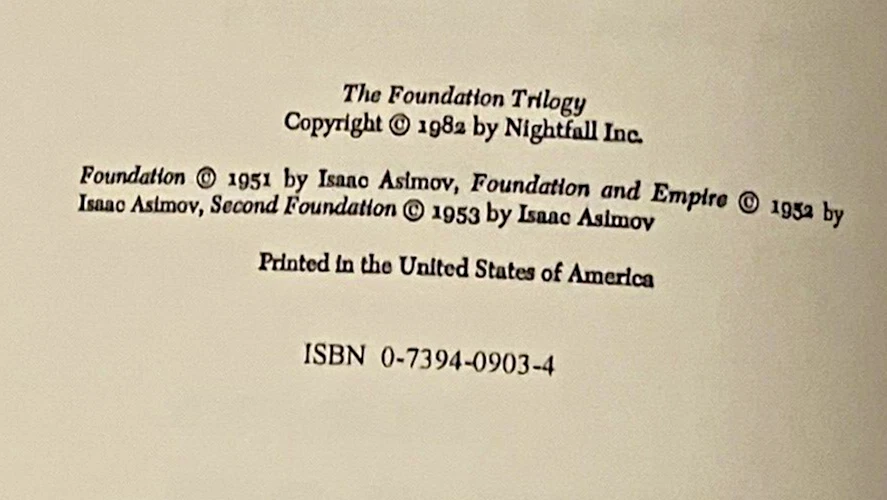 The Foundation Trilogy
Copyright © 1982 by Nightfall Inc.
Foundation © 1951 by Isaac Asimov, Foundation and Empire © 1952 by
Isaac Asimov, Second Foundation © 1953 by Isaac Asimov
Printed in the United States of America
ISBN 0-7394-0903-4